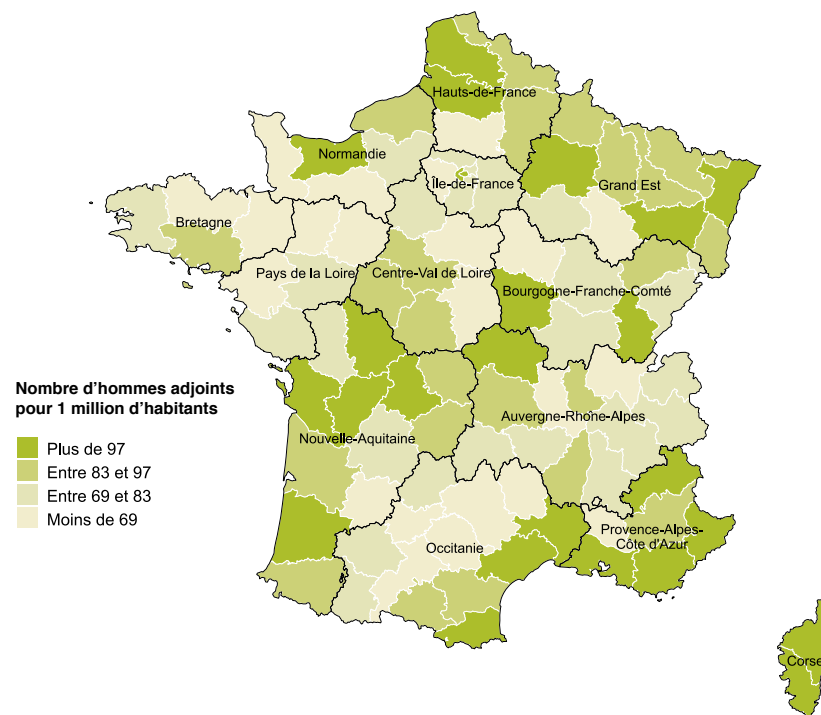 Hauts-de-France
Normandie
Île-de-France
Grand Est
Bretagne
Pays de la Loire
Centre-Val de Loire
Bourgogne-Franche-Comté
Nombre d'hommes adjoints
pour 1 million d'habitants
Plus de 97
Entre 83 et 97
Entre 69 et 83
Moins de 69
Auvergne-Rhone-Alpes
Nouvelle-Aquitaine
Occitanie
Provence-Alpes-
Côte d'Azur
Corse